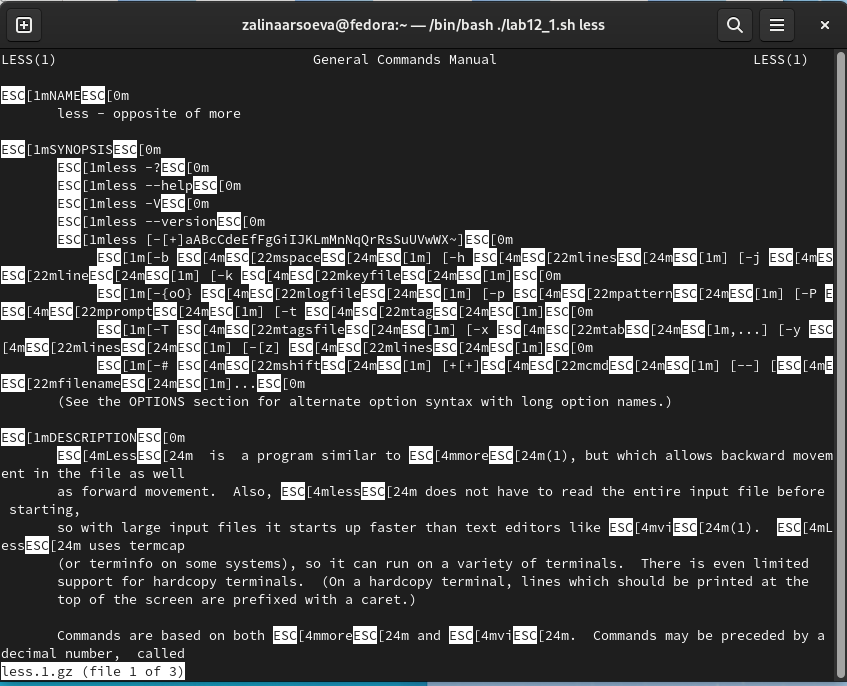 zalinaarsoeva@fedora:~ — /bin/bash ./lab12_1.sh less
LESS(1) General Commands Manual LESS(1)
ESC[1mNAMEESC[0m
less - opposite of more
ESC[1mSYNOPSISESC[0m
ESC[1mless -?ESC[0m
ESC[1mless --helpESC[0m
ESC[1mless -VESC[0m
ESC[1mless --versionESC[0m
ESC[1mless [-[+]aABcCdeEfFgGiIJKLmMnNqQrRsSuUVwWX~]ESC[0m
ESC[1m[-b ESC[4mESC[22mspaceESC[24mESC[1m] [-h ESC[4mESC[22mlinesESC[24mESC[1m] [-j ESC[4mES
ESC[22mlineESC[24mESC[1m] [-k ESC[4mESC[22mkeyfileESC[24mESC[1m]ESC[0m
ESC[1m[-{oO} ESC[4mESC[22mlogfileESC[24mESC[1m] [-p ESC[4mESC[22mpatternESC[24mESC[1m] [-P E
ESC[4mESC[22mpromptESC[24mESC[1m] [-t ESC[4mESC[22mtagESC[24mESC[1m]ESC[0m
ESC[1m[-T ESC[4mESC[22mtagsfileESC[24mESC[1m] [-x ESC[4mESC[22mtabESC[24mESC[1m,...] [-y ESC
[4mESC[22mlinesESC[24mESC[1m] [-[z] ESC[4mESC[22mlinesESC[24mESC[1m]ESC[0m
ESC[1m[-# ESC[4mESC[22mshiftESC[24mESC[1m] [+[+]ESC[4mESC[22mcmdESC[24mESC[1m] [--] [ESC[4mE
ESC[22mfilenameESC[24mESC[1m]...ESC[0m
(See the OPTIONS section for alternate option syntax with long option names.)
ESC[1mDESCRIPTIONESC[0m
ESC[4mLessESC[24m is a program similar to ESC[4mmoreESC[24m(1), but which allows backward movem
ent in the file as well
as forward movement. Also, ESC[4mlessESC[24m does not have to read the entire input file before
starting,
so with large input files it starts up faster than text editors like ESC[4mviESC[24m(1). ESC[4mL
essESC[24m uses termcap
(or terminfo on some systems), so it can run on a variety of terminals. There is even limited
support for hardcopy terminals. (On a hardcopy terminal, lines which should be printed at the
top of the screen are prefixed with a caret.)
Commands are based on both ESC[4mmoreESC[24m and ESC[4mviESC[24m. Commands may be preceded by a
decimal number, called
less.1.gz (file 1 of 3)